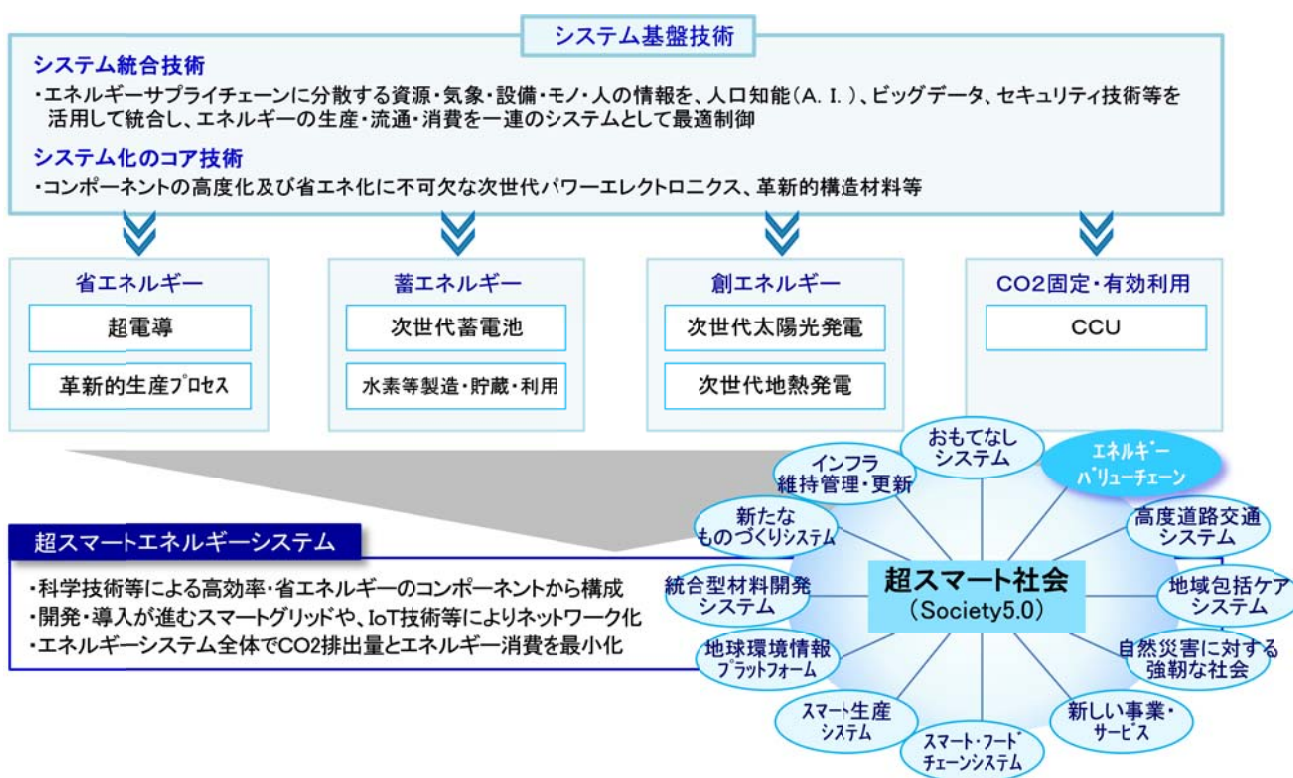 システム基盤技術
システム統合技術
・エネルギーサプライチェーンに分散する資源・気象・設備・モノ・人の情報を、人口知能(A. I. )、ビッグデータ、セキュリティ技術等を
活用して統合し、エネルギーの生産・流通・消費を一連のシステムとして最適制御
システム化のコア技術
・コンポーネントの高度化及び省エネ化に不可欠な次世代パワーエレクトロニクス、革新的構造材料等
省エネルギー
超電導
革新的生産プロセス
蓄エネルギー
次世代蓄電池
水素等製造・貯蔵・利用
創エネルギー
次世代太陽光発電
次世代地熱発電
CO2固定・有効利用
CCU
超スマートエネルギーシステム
・科学技術等による高効率・省エネルギーのコンポーネントから構成
・開発・導入が進むスマートグリッドや、IoT技術等によりネットワーク化
・エネルギーシステム全体でCO2排出量とエネルギー消費を最小化
超スマート社会
(Society5.0)
おもてなし
システム
エネルギー
バリューチェーン
高度道路交通
システム
地域包括ケア
システム
自然災害に対する
強靭な社会
新しい事業・
サービス
スマート・フード
チェーンシステム
スマート生産
システム
地球環境情報
プラットフォーム
統合型材料開発
システム
新たな
ものづくりシステム
インフラ
維持管理・更新